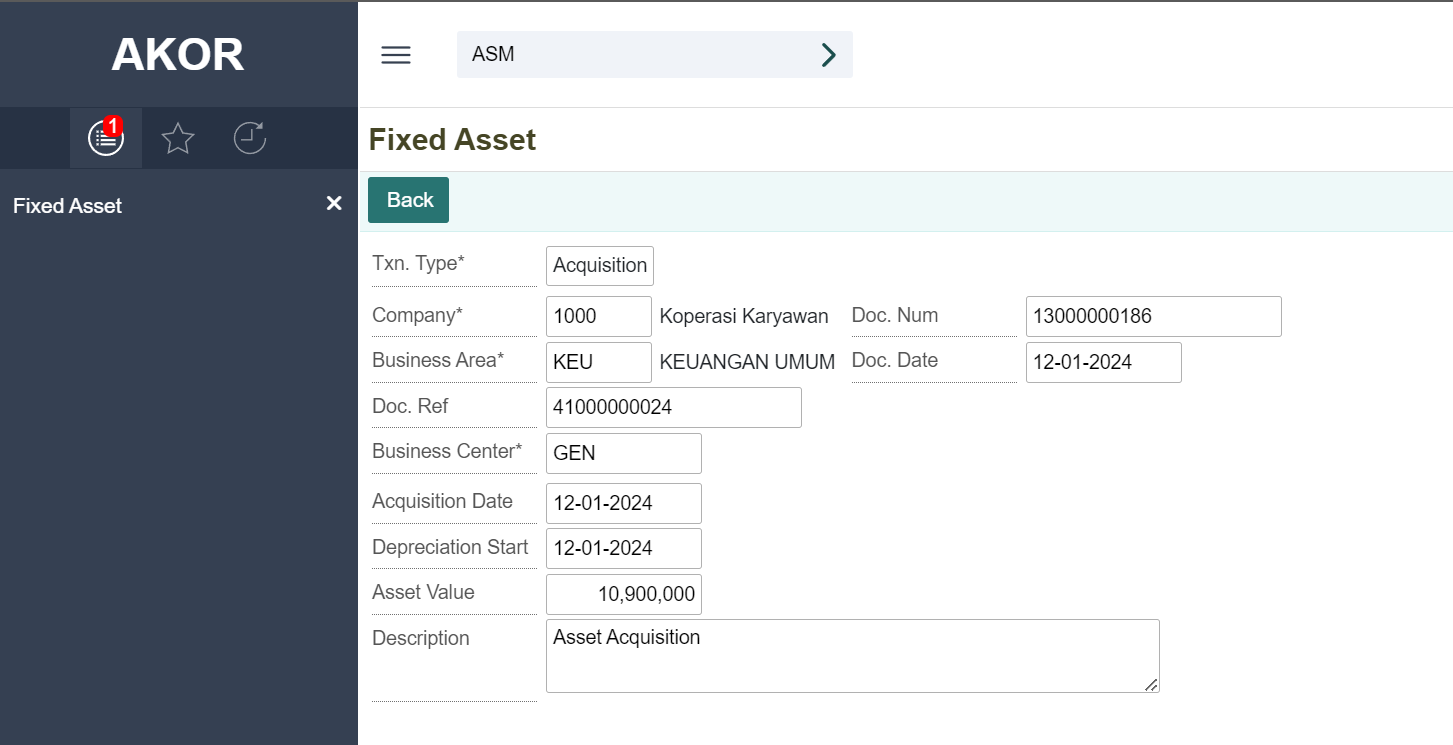 AKOR
ASM
1
Fixed Asset
Fixed Asset
Back
Txn. Type* Acquisition
Company* 1000 Koperasi Karyawan Doc. Num 13000000186
Business Area* KEU KEUANGAN UMUM Doc. Date 12-01-2024
Doc. Ref 41000000024
Business Center* GEN
Acquisition Date 12-01-2024
Depreciation Start 12-01-2024
Asset Value 10,900,000
Description Asset Acquisition